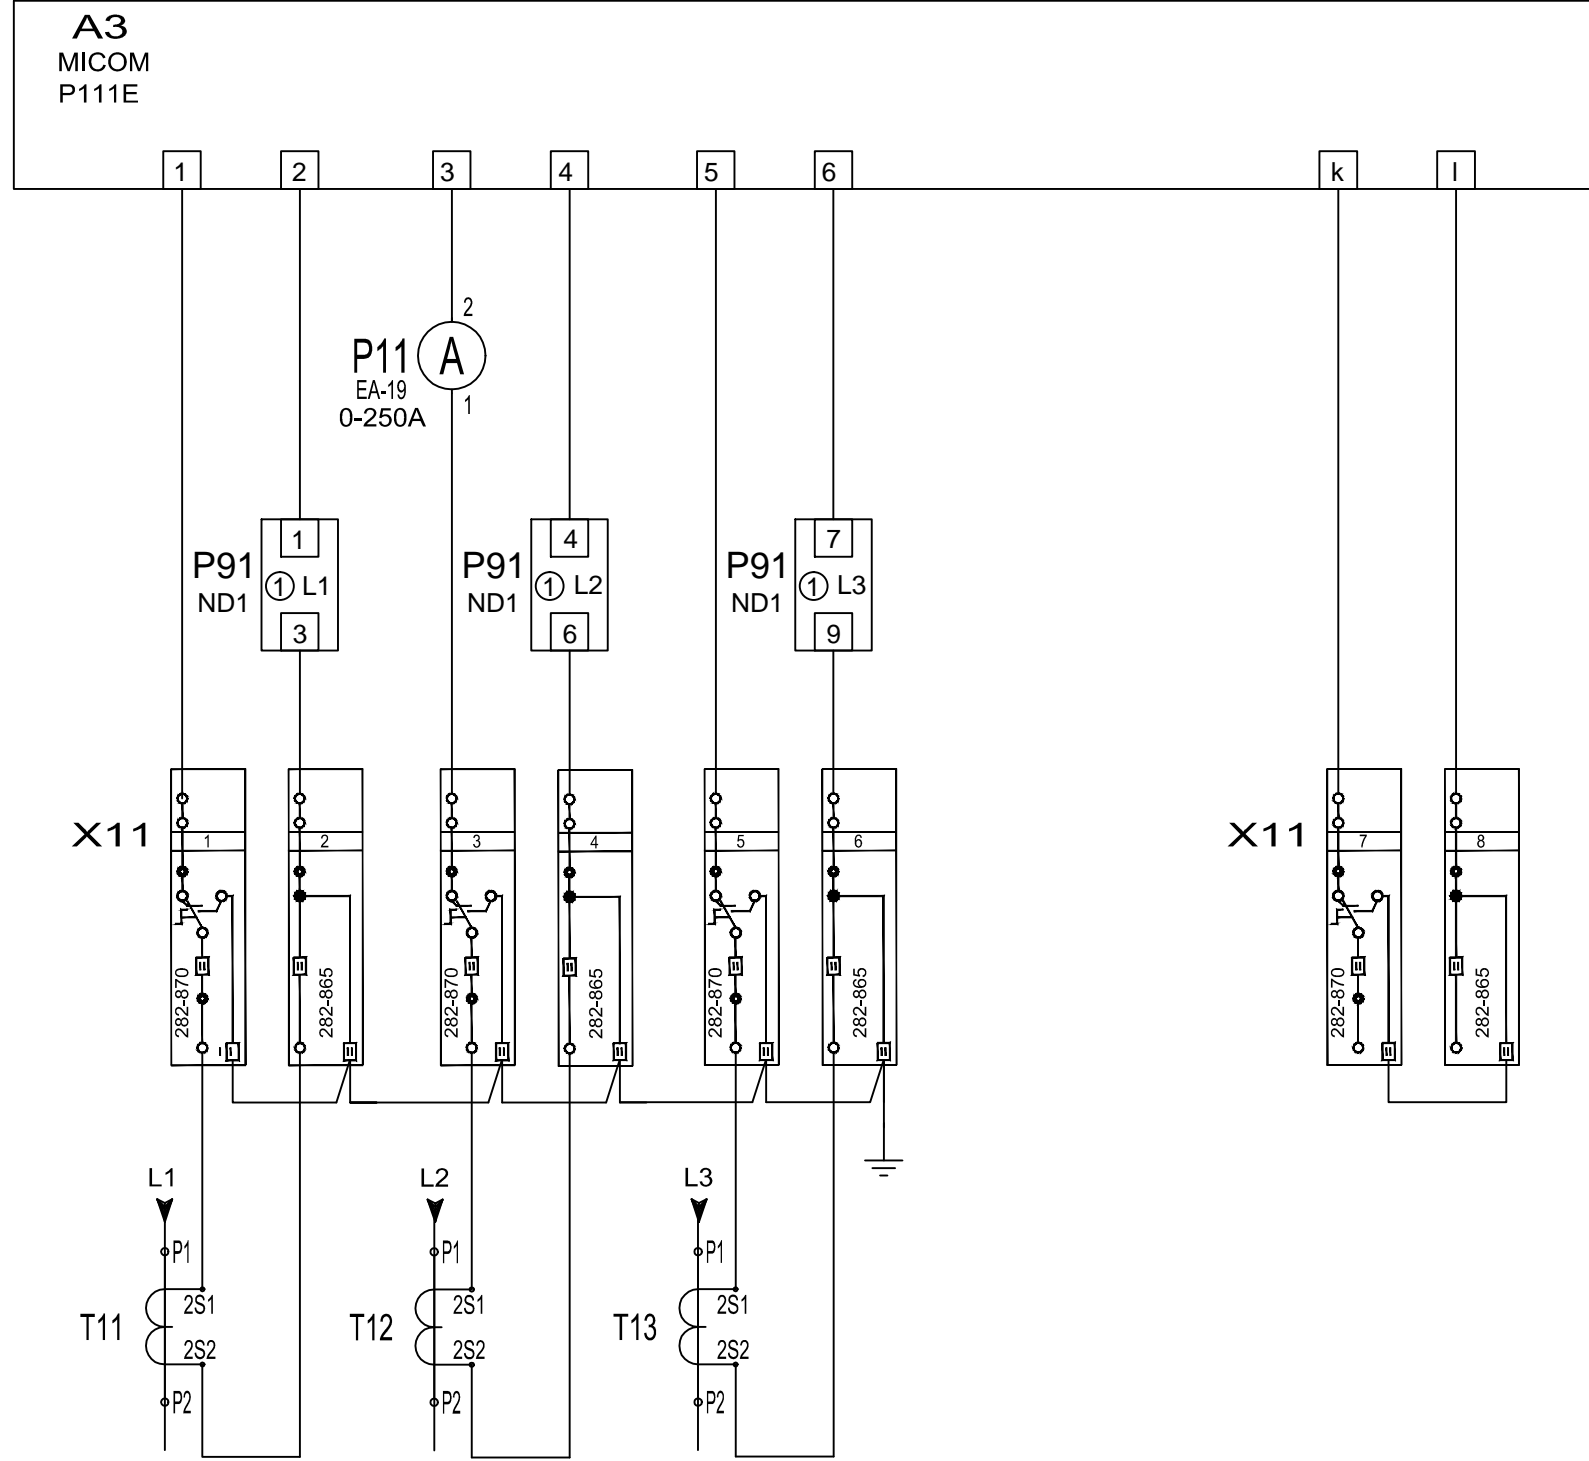 A3
MICOM
P111E
1 2 3 4 5 6 k l
2
P11 A
EA-19
0-250A
1
1 4 7
P91 1 L1 P91 1 L2 P91 1 L3
ND1 ND1 ND1
3 6 9
X11 1 2 3 4 5 6 X11 7 8
282-870 282-865 282-870 282-865 282-870 282-865 282-870 282-865
L1 L2 L3
P1 P1 P1
2S1 2S1 2S1
T11 T12 T13
2S2 2S2 2S2
P2 P2 P2